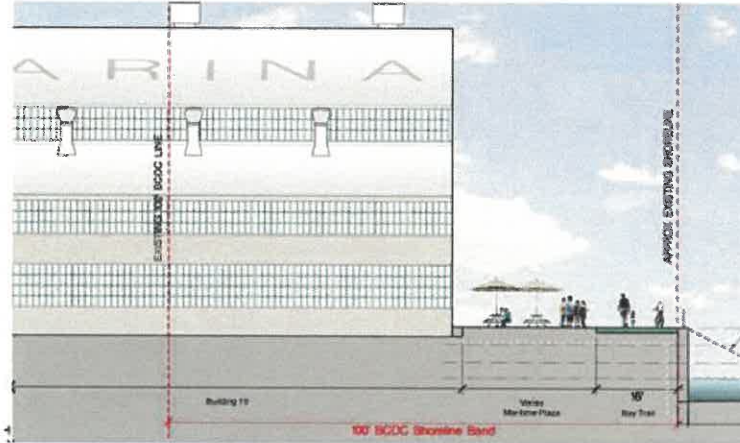 ARINA
EXISTING 100' BCDC LINE
APPROX EXISTING SHORELINE
Building 19
Varies
Maritime Plaza
16'
Bay Trail
100' BCDC Shoreline Band